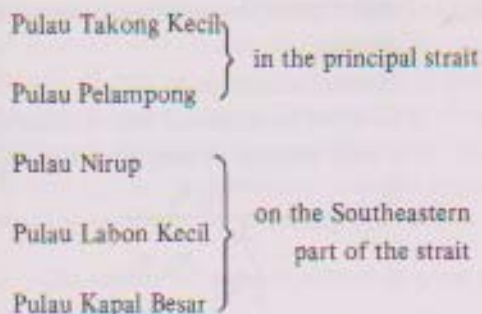 Pulau Takong Kecil
in the principal strait
Pulau Pelampong
Pulau Nirup
Pulau Labon Kecil
on the Southeastern
part of the strait
Pulau Kapal Besar